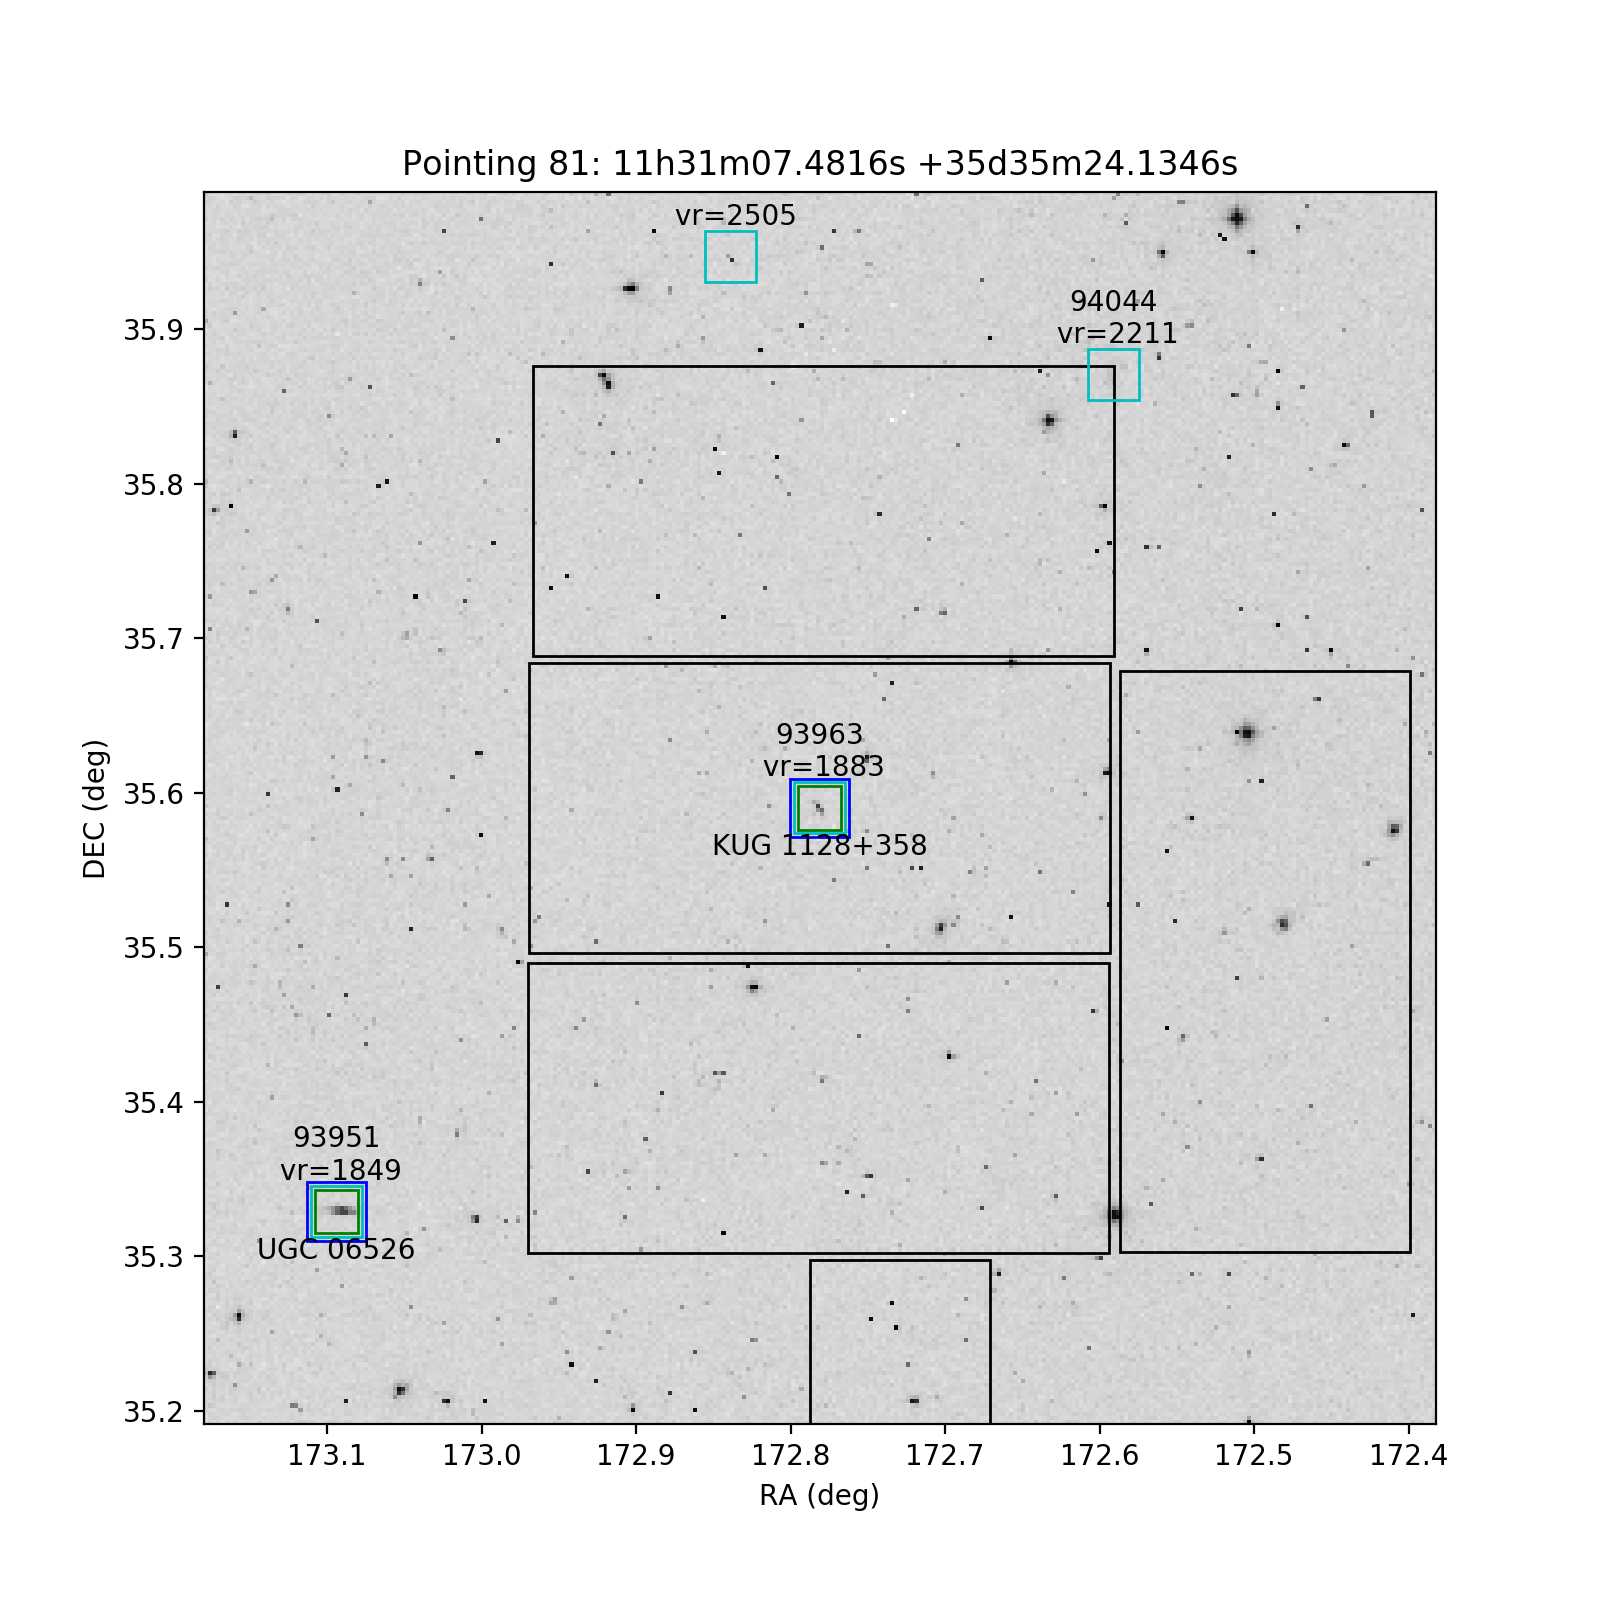 Pointing 81: 11h31m07.4816s +35d35m24.1346s
vr=2505
94044
vr=2211
35.9
35.8
35.7
93963
vr=1883
KUG 1128+358
35.6
35.5
35.4
93951
vr=1849
UGC 06526
35.3
35.2
DEC (deg)
173.1 173.0 172.9 172.8 172.7 172.6 172.5 172.4
RA (deg)